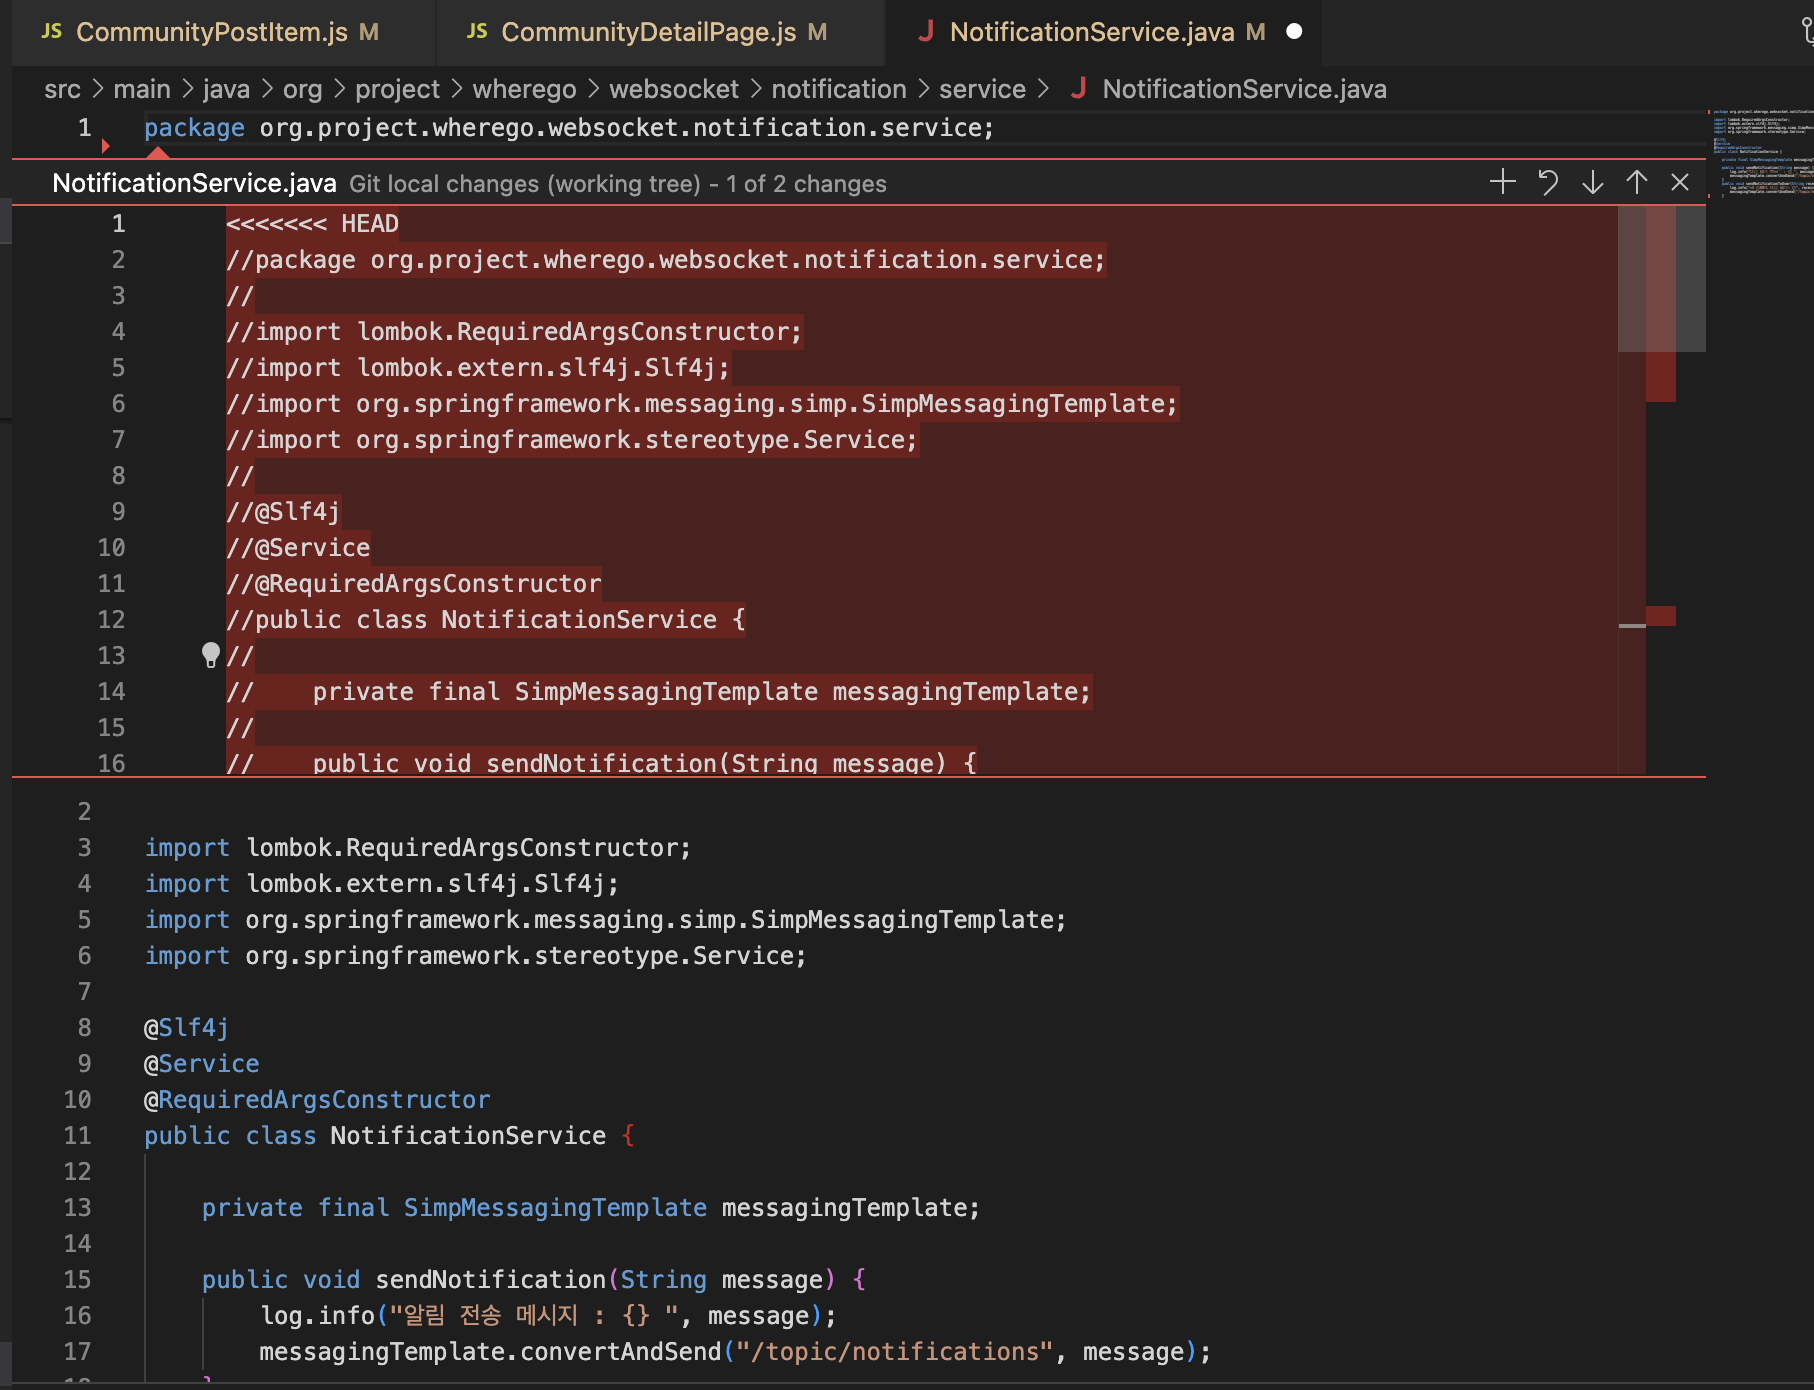 JS CommunityPostItem.js M JS CommunityDetailPage.js M J NotificationService.java M
src > main > java > org > project > wherego > websocket > notification > service > J NotificationService.java
1 package org.project.wherego.websocket.notification.service;
NotificationService.java Git local changes (working tree) - 1 of 2 changes
1 <<<<<<< HEAD
2 //package org.project.wherego.websocket.notification.service;
3 //
4 //import lombok.RequiredArgsConstructor;
5 //import lombok.extern.slf4j.Slf4j;
6 //import org.springframework.messaging.simp.SimpMessagingTemplate;
7 //import org.springframework.stereotype.Service;
8 //
9 //@Slf4j
10 //@Service
11 //@RequiredArgsConstructor
12 //public class NotificationService {
13 //
14 //    private final SimpMessagingTemplate messagingTemplate;
15 //
16 //    public void sendNotification(String message) {
2
3 import lombok.RequiredArgsConstructor;
4 import lombok.extern.slf4j.Slf4j;
5 import org.springframework.messaging.simp.SimpMessagingTemplate;
6 import org.springframework.stereotype.Service;
7
8 @Slf4j
9 @Service
10 @RequiredArgsConstructor
11 public class NotificationService {
12
13     private final SimpMessagingTemplate messagingTemplate;
14
15     public void sendNotification(String message) {
16         log.info("알림 전송 메시지 : {} ", message);
17         messagingTemplate.convertAndSend("/topic/notifications", message);